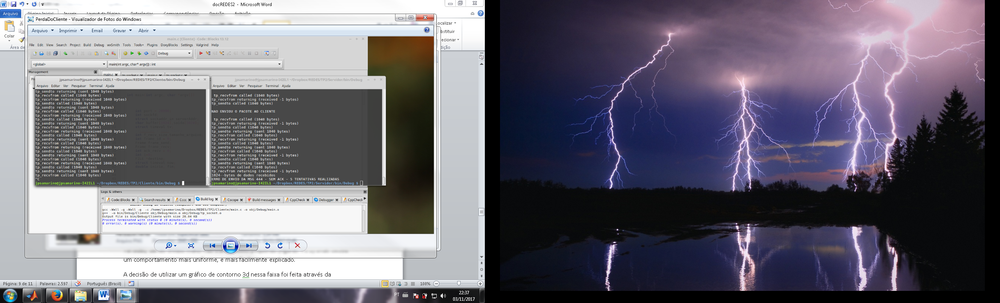 docREDES2 - Microsoft Word
Arquivo Página Inicial Inserir Layout da Página Referências Correspondências Revisão Exibição
PerdaDoCliente - Visualizador de Fotos do Windows
Colar
Área de
ocalizar
bstituir
ecionar
dição
Arquivo Imprimir Email Gravar Abrir
main.c [Cliente] - Code::Blocks 13.12
File Edit View Search Project Build Debug wxSmith Tools Tools+ Plugins DoxyBlocks Settings Valgrind Help
Debug
<global> main(int argc, char* argv[]) : int
Management
main.c tp_socket.c main.c tp_socket.c
jpsamarino@jpsamarino-I42IL1 ~/Dropbox/REDES/TP2/Cliente/bin/Debug
Arquivo Editar Ver Pesquisar Terminal Ajuda
tp_sendto returning (sent 1040 bytes)
tp_recvfrom called (1040 bytes)
tp_recvfrom returning (received 1040 bytes)
tp_sendto called (1040 bytes)
tp_sendto returning (sent 1040 bytes)
tp_recvfrom called (1040 bytes)
tp_recvfrom returning (received 1040 bytes)
tp_sendto called (1040 bytes)
tp_sendto returning (sent 1040 bytes)
tp_recvfrom called (1040 bytes)
tp_recvfrom returning (received 1040 bytes)
tp_sendto called (1040 bytes)
tp_sendto returning (sent 1040 bytes)
tp_recvfrom called (1040 bytes)
tp_recvfrom returning (received 1040 bytes)
tp_sendto called (1040 bytes)
tp_sendto returning (sent 1040 bytes)
tp_recvfrom called (1040 bytes)
tp_recvfrom returning (received 1040 bytes)
tp_sendto called (1040 bytes)
tp_sendto returning (sent 1040 bytes)
tp_recvfrom called (1040 bytes)
^C
jpsamarino@jpsamarino-I42IL1 ~/Dropbox/REDES/TP2/Cliente/bin/Debug $
jpsamarino@jpsamarino-I42IL1 ~/Dropbox/REDES/TP2/Servidor/bin/Debug
Arquivo Editar Ver Pesquisar Terminal Ajuda
tp_recvfrom called (1040 bytes)
tp_recvfrom returning (received -1 bytes)
tp_sendto called (1040 bytes)
NAO ENVIOU O PACOTE AO CLIENTE
tp_recvfrom called (1040 bytes)
tp_recvfrom returning (received -1 bytes)
tp_sendto called (1040 bytes)
tp_sendto returning (sent 1040 bytes)
tp_recvfrom called (1040 bytes)
tp_recvfrom returning (received -1 bytes)
tp_sendto called (1040 bytes)
tp_sendto returning (sent 1040 bytes)
tp_recvfrom called (1040 bytes)
tp_recvfrom returning (received -1 bytes)
tp_sendto called (1040 bytes)
tp_sendto returning (sent 1040 bytes)
tp_recvfrom called (1040 bytes)
tp_recvfrom returning (received -1 bytes)
1024--bytes de dados recebidos
ERRO DE ENVIO DA MSG 444 - SEM ACK - 5 TENTATIVAS REALIZADAS
jpsamarino@jpsamarino-I42IL1 ~/Dropbox/REDES/TP2/Servidor/bin/Debug $
Logs & others
Code::Blocks Search results Cccc Build log Cscope Build messages CppCheck Debugger CppCheck
gcc -Wall -g -Wall -g -c /home/jpsamarino/Dropbox/REDES/TP2/Cliente/main.c -o obj/Debug/main.o
g++ -o bin/Debug/Cliente obj/Debug/main.o obj/Debug/tp_socket.o
Output file is bin/Debug/Cliente with size 20.04 KB
Process terminated with status 0 (0 minute(s), 0 second(s))
0 error(s), 0 warning(s) (0 minute(s), 0 second(s))
um comportamento mais uniforme, e mais facilmente explicado.
A decisão de utilizar um gráfico de contorno 3d nessa faixa foi feita através da
Página: 9 de 11 Palavras: 2.597 Português (Brasil) 108%
PT 22:37
03/11/2017